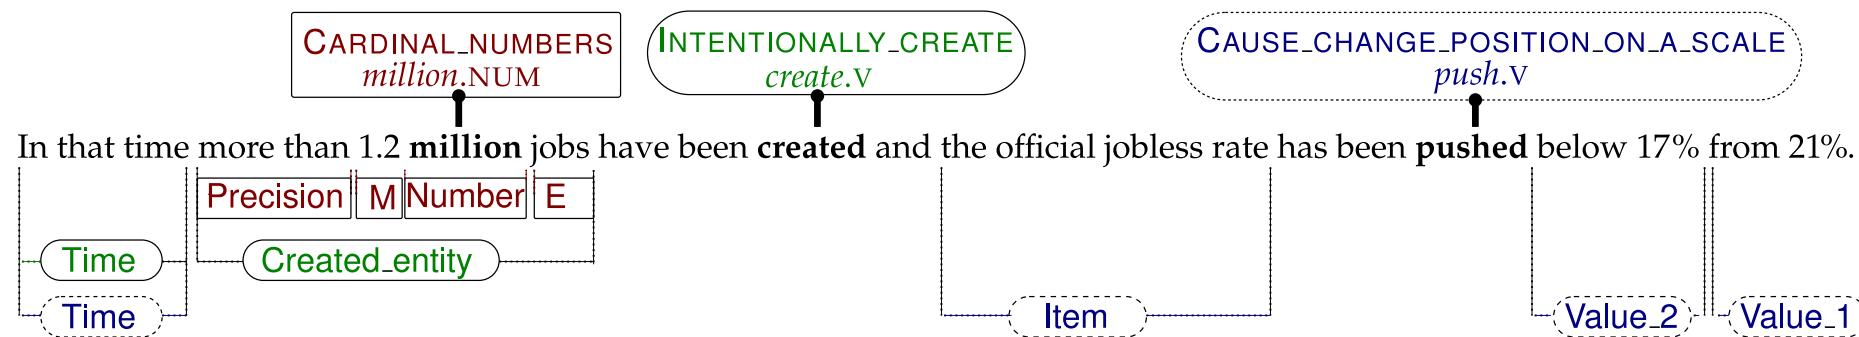 CARDINAL_NUMBERS INTENTIONALLY_CREATE CAUSE_CHANGE_POSITION_ON_A_SCALE
million.NUM create.V push.V
In that time more than 1.2 million jobs have been created and the official jobless rate has been pushed below 17% from 21%.
Precision M Number E
Time Created_entity
Time Item Value_2 Value_1